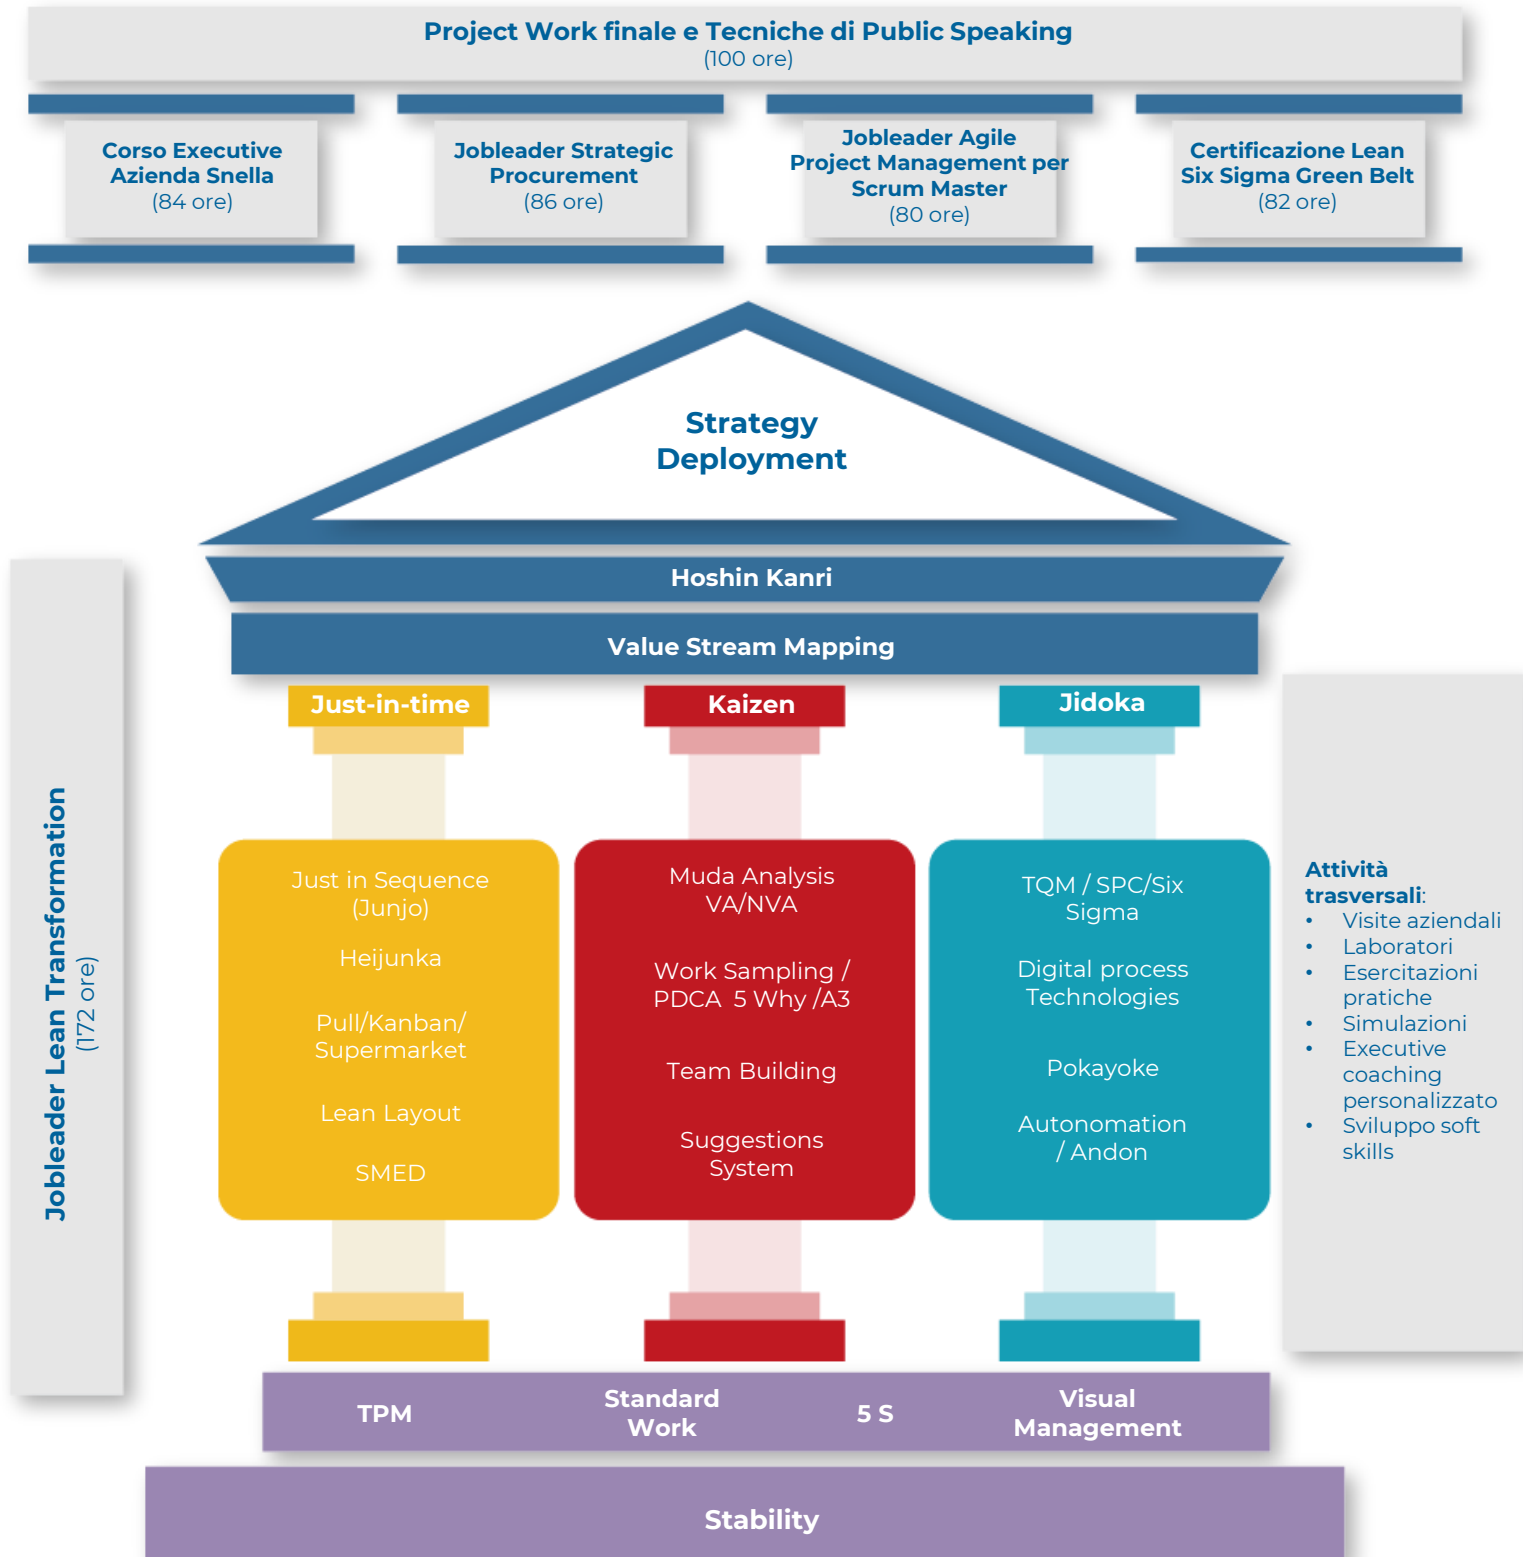 Project Work finale e Tecniche di Public Speaking
(100 ore)
Corso Executive
Azienda Snella
(84 ore)
Jobleader Strategic
Procurement
(86 ore)
Jobleader Agile
Project Management per
Scrum Master
(80 ore)
Certificazione Lean
Six Sigma Green Belt
(82 ore)
Strategy
Deployment
Hoshin Kanri
Value Stream Mapping
Jobleader Lean Transformation
(172 ore)
Just-in-time
Just in Sequence
(Junjo)
Heijunka
Pull/Kanban/
Supermarket
Lean Layout
SMED
Kaizen
Muda Analysis
VA/NVA
Work Sampling /
PDCA 5 Why /A3
Team Building
Suggestions
System
Jidoka
TQM / SPC/Six
Sigma
Digital process
Technologies
Pokayoke
Autonomation
/ Andon
Attività
trasversali:
• Visite aziendali
• Laboratori
• Esercitazioni
pratiche
• Simulazioni
• Executive
coaching
personalizzato
• Sviluppo soft
skills
TPM
Standard
Work
5 S
Visual
Management
Stability